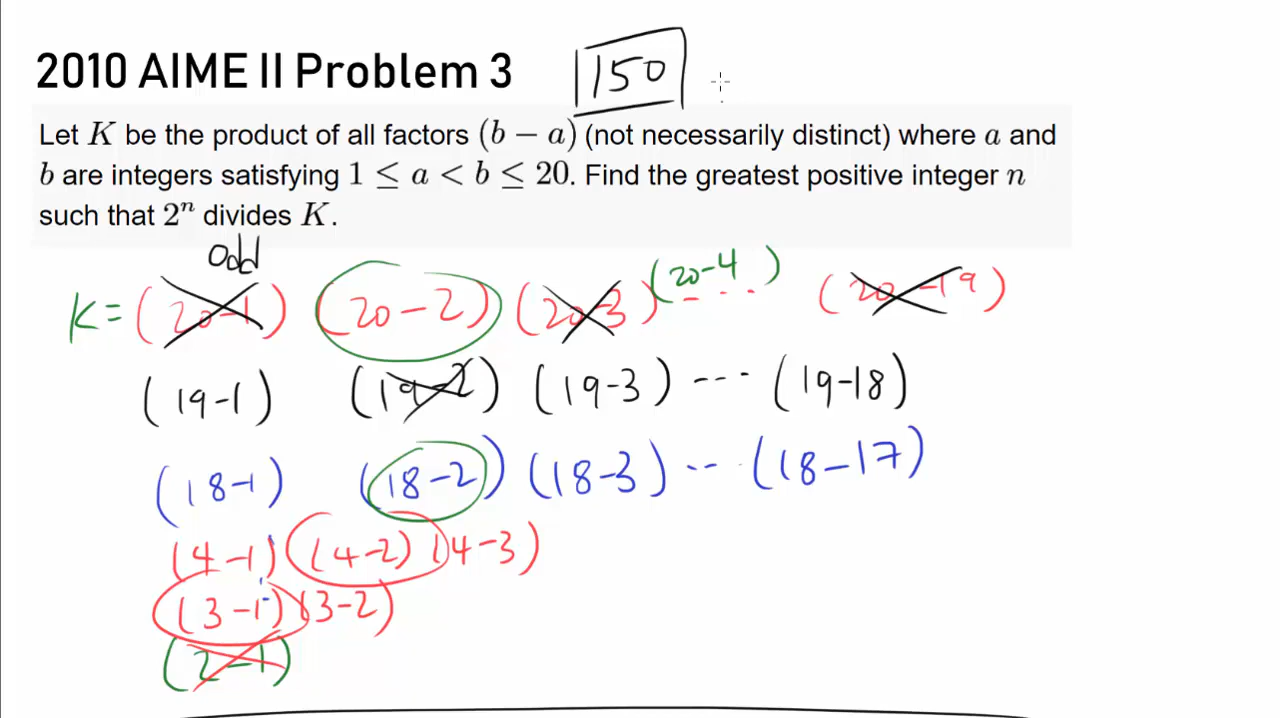 2010 AIME II Problem 3 150
Let K be the product of all factors (b − a) (not necessarily distinct) where a and
b are integers satisfying 1 ≤ a < b ≤ 20. Find the greatest positive integer n
such that 2ⁿ divides K.
Odd
K = (20-1) (20-2) (20-3) (20-4) ... (20-19)
(19-1) (19-2) (19-3) --- (19-18)
(18-1) (18-2) (18-3) -- (18-17)
(4-1) (4-2) (4-3)
(3-1) (3-2)
(2-1)